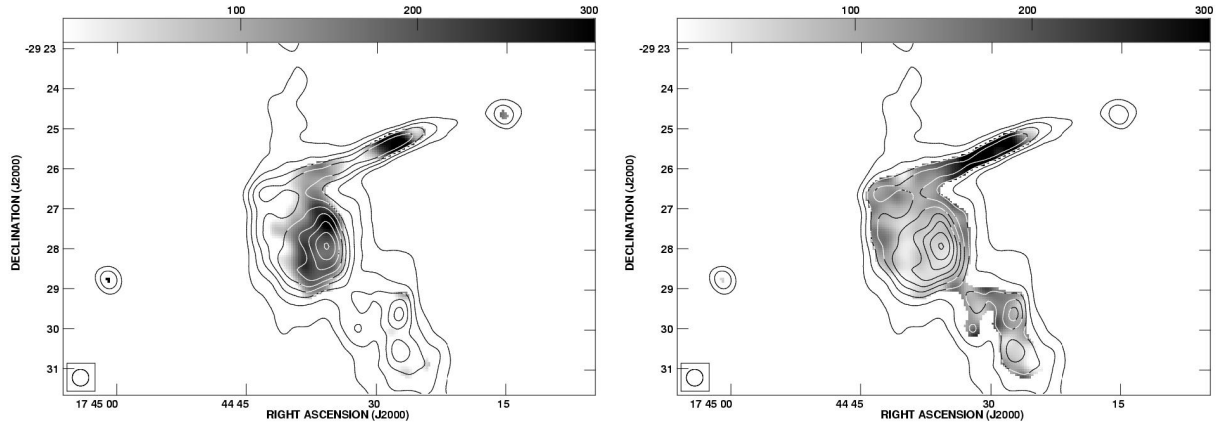 100 200 300
-29 23
24
25
26
27
28
29
30
31
DECLINATION (J2000)
17 45 00 44 45 30 15
RIGHT ASCENSION (J2000)
100 200 300
-29 23
24
25
26
27
28
29
30
31
DECLINATION (J2000)
17 45 00 44 45 30 15
RIGHT ASCENSION (J2000)